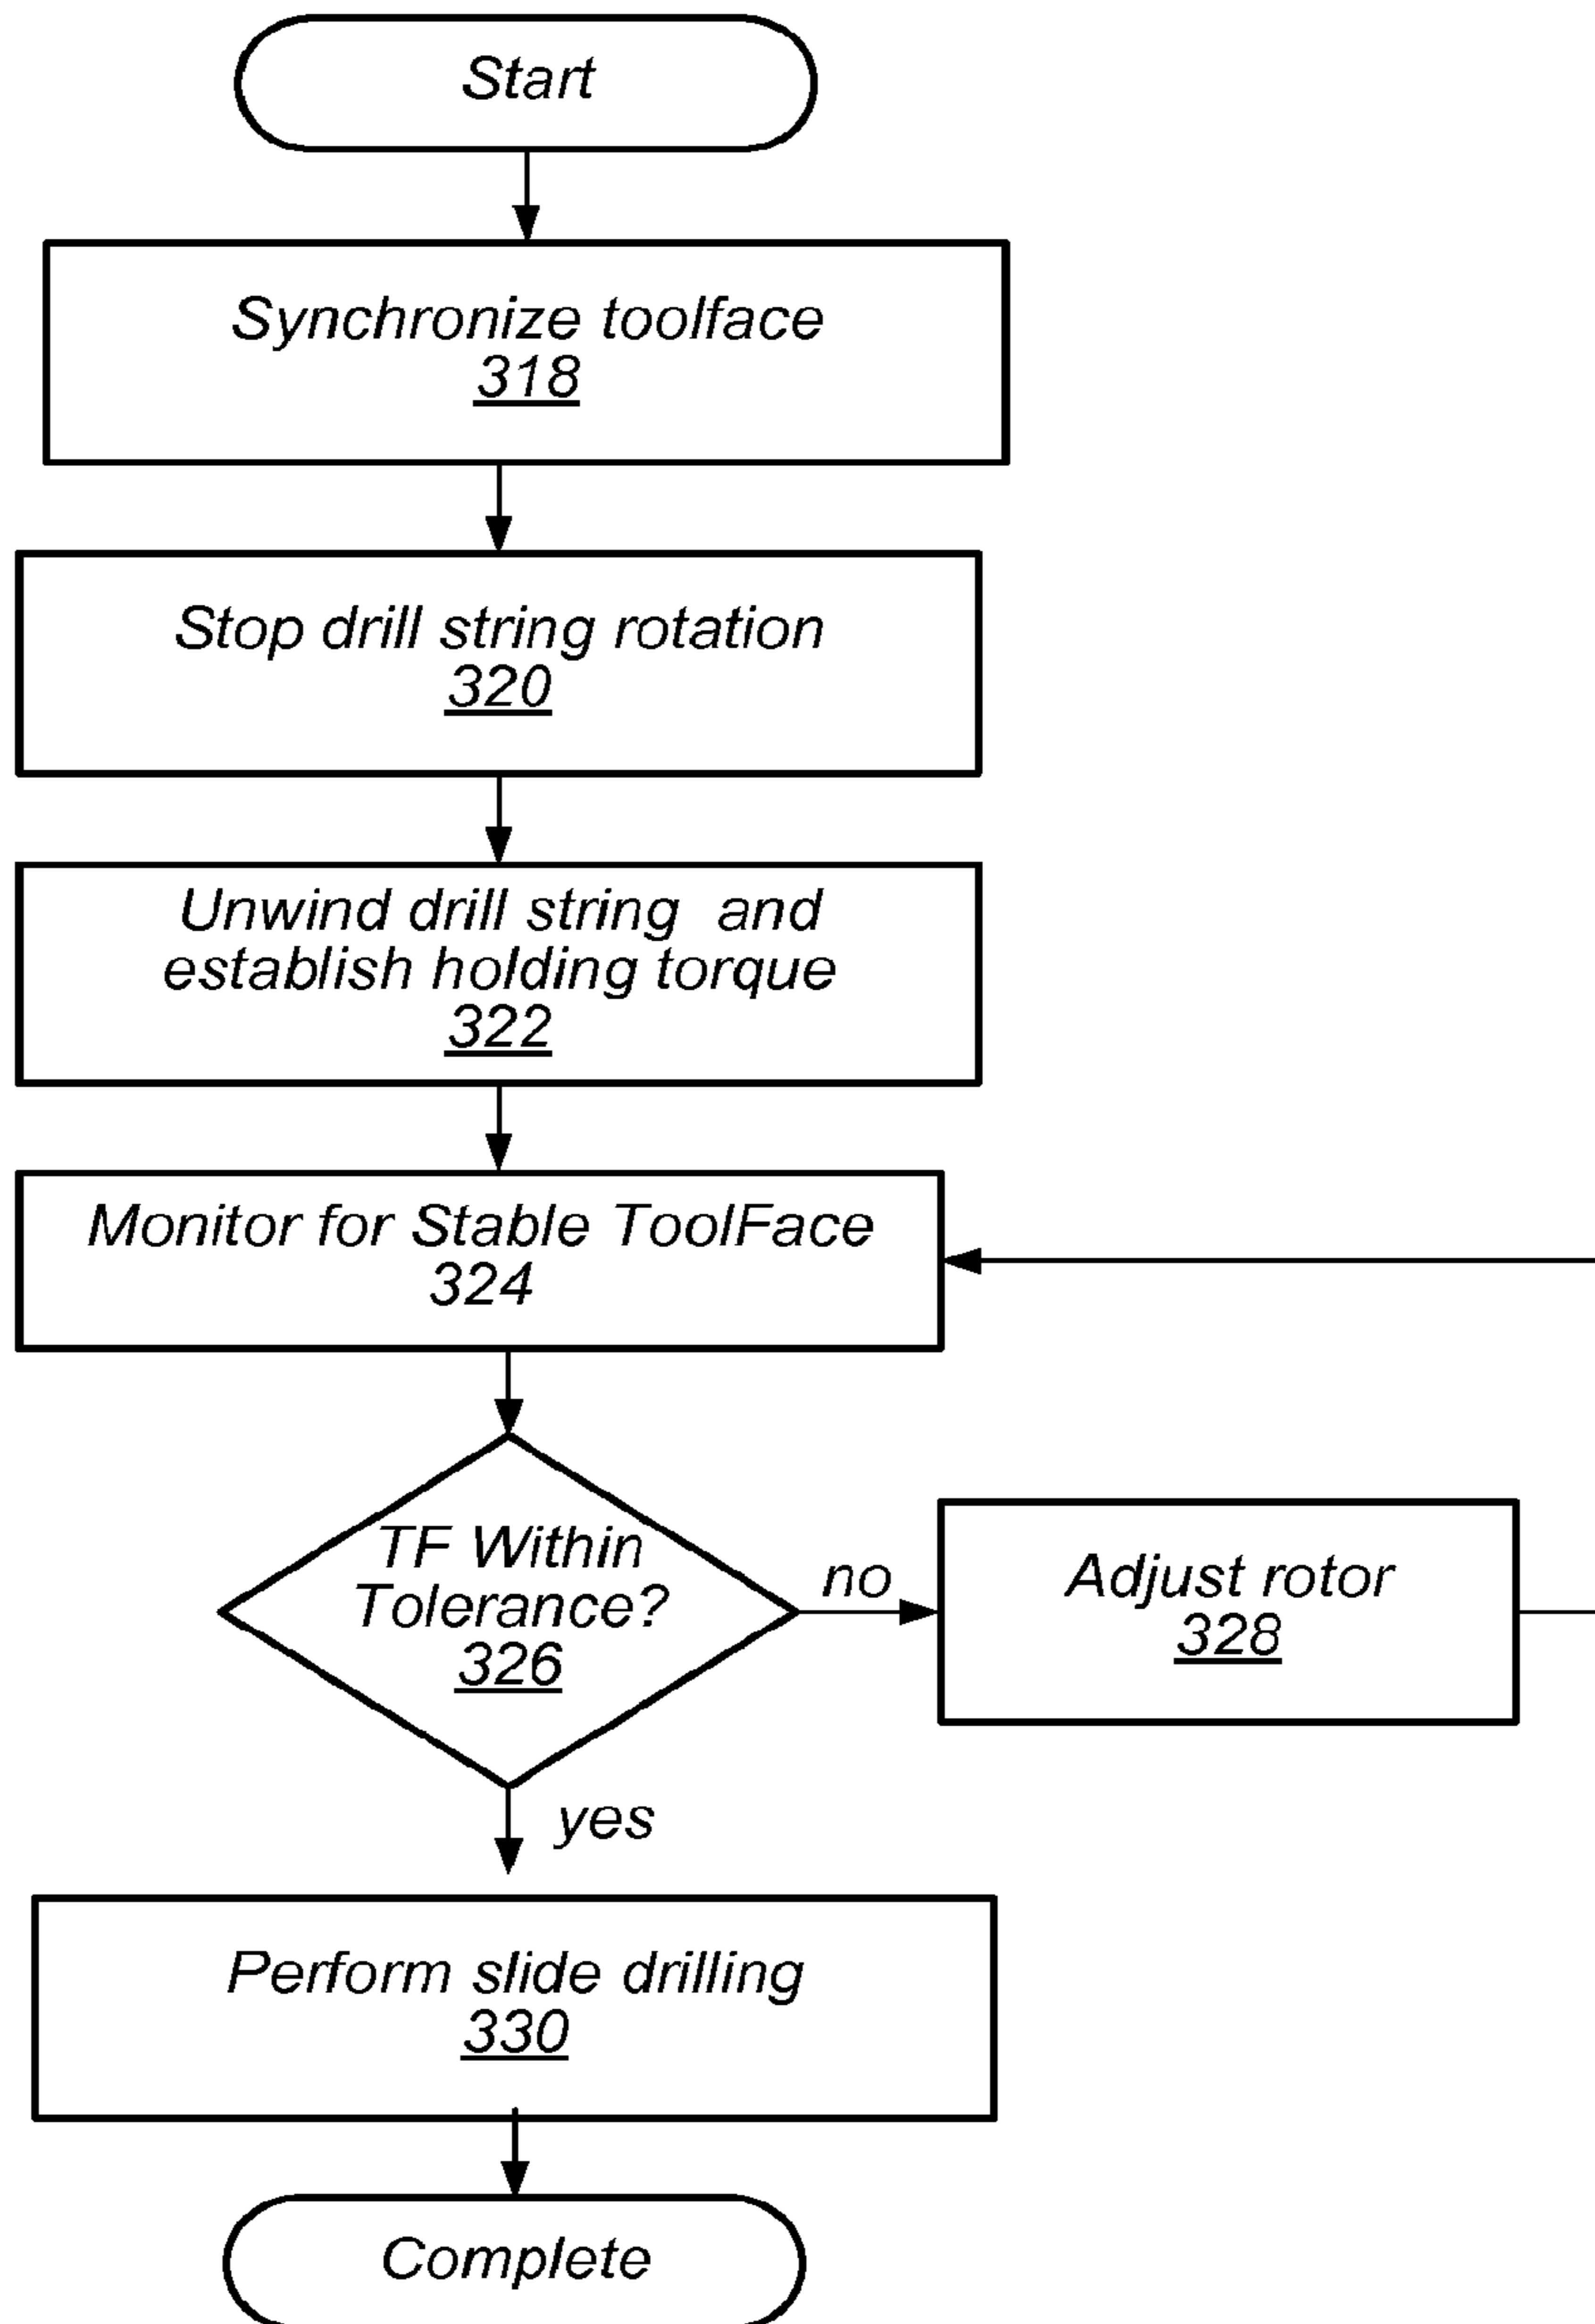 Start
Synchronize toolface
318
Stop drill string rotation
320
Unwind drill string and
establish holding torque
322
Monitor for Stable ToolFace
324
TF Within
Tolerance?
326
no
Adjust rotor
328
yes
Perform slide drilling
330
Complete